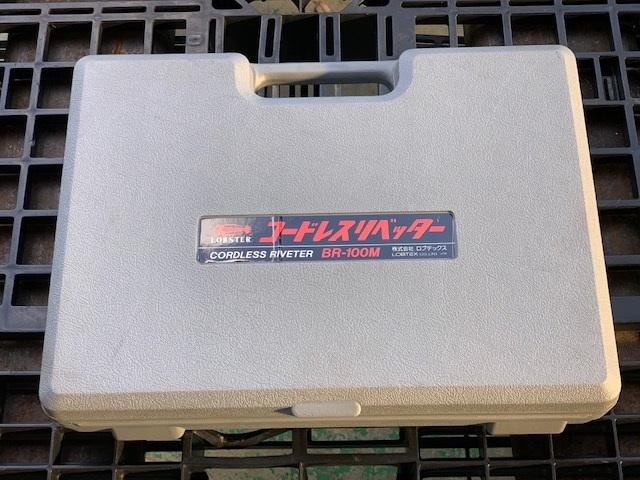 LOBSTER コードレスリベッター
CORDLESS RIVETER BR-100M
株式会社 ロブテックス
LOBTEX CO.,LTD.